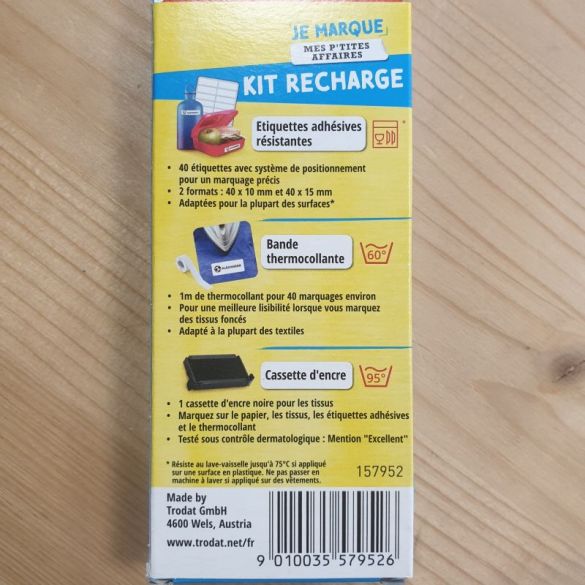 JE MARQUE
MES P'TITES
AFFAIRES
KIT RECHARGE
Etiquettes adhésives
résistantes
*
• 40 étiquettes avec système de positionnement
pour un marquage précis
• 2 formats : 40 x 10 mm et 40 x 15 mm
• Adaptées pour la plupart des surfaces*
Bande
thermocollante
60°
• 1m de thermocollant pour 40 marquages environ
• Pour une meilleure lisibilité lorsque vous marquez
des tissus foncés
• Adapté à la plupart des textiles
Cassette d'encre
95°
• 1 cassette d'encre noire pour les tissus
• Marquez sur le papier, les tissus, les étiquettes adhésives
et le thermocollant
• Testé sous contrôle dermatologique : Mention "Excellent"
* Résiste au lave-vaisselle jusqu'à 75°C si appliqué
sur une surface en plastique. Ne pas passer en
machine à laver si appliqué sur des vêtements.
157952
Made by
Trodat GmbH
4600 Wels, Austria
www.trodat.net/fr
9 010035 579526